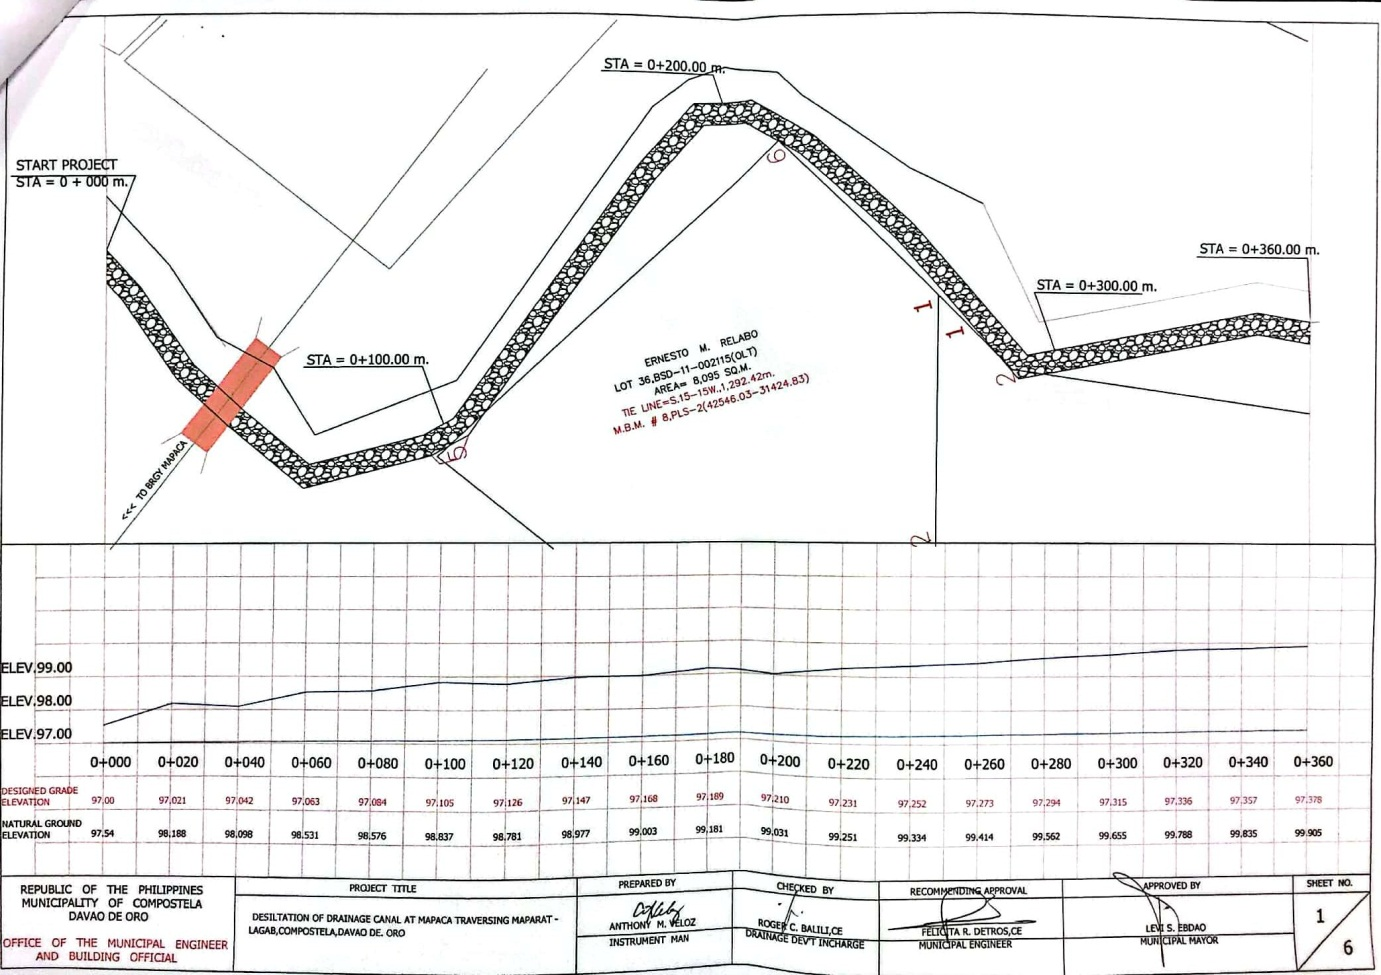 STA = 0+200.00 m.
START PROJECT
STA = 0 + 000 m.
6
STA = 0+360.00 m.
STA = 0+300.00 m.
1
1
STA = 0+100.00 m.
2
ERNESTO M. RELABO
LOT 36,BSD-11-002115(OLT)
AREA= 8,095 SQ.M.
TIE LINE=S.15-15W.,1,292.42m.
M.B.M. # 8,PLS-2(42546.03-31424.83)
5
<<< TO BRGY MAPACA
2
ELEV.99.00
ELEV.98.00
ELEV.97.00
0+000 0+020 0+040 0+060 0+080 0+100 0+120 0+140 0+160 0+180 0+200 0+220 0+240 0+260 0+280 0+300 0+320 0+340 0+360
DESIGNED GRADE
ELEVATION 97.00 97.021 97.042 97.063 97.084 97.105 97.126 97.147 97.168 97.189 97.210 97.231 97.252 97.273 97.294 97.315 97.336 97.357 97.378
NATURAL GROUND
ELEVATION 97.54 98.188 98.098 98.531 98.576 98.837 98.781 98.977 99.003 99.181 99.031 99.251 99.334 99.414 99.562 99.655 99.788 99.835 99.905
REPUBLIC OF THE PHILIPPINES
MUNICIPALITY OF COMPOSTELA
DAVAO DE ORO
OFFICE OF THE MUNICIPAL ENGINEER
AND BUILDING OFFICIAL
PROJECT TITLE
DESILTATION OF DRAINAGE CANAL AT MAPACA TRAVERSING MAPARAT -
LAGAB,COMPOSTELA,DAVAO DE. ORO
PREPARED BY
ANTHONY M. VELOZ
INSTRUMENT MAN
CHECKED BY
ROGER C. BALILI,CE
DRAINAGE DEV'T INCHARGE
RECOMMENDING APPROVAL
FELICITA R. DETROS,CE
MUNICIPAL ENGINEER
APPROVED BY
LEVI S. EBDAO
MUNICIPAL MAYOR
SHEET NO.
1
6